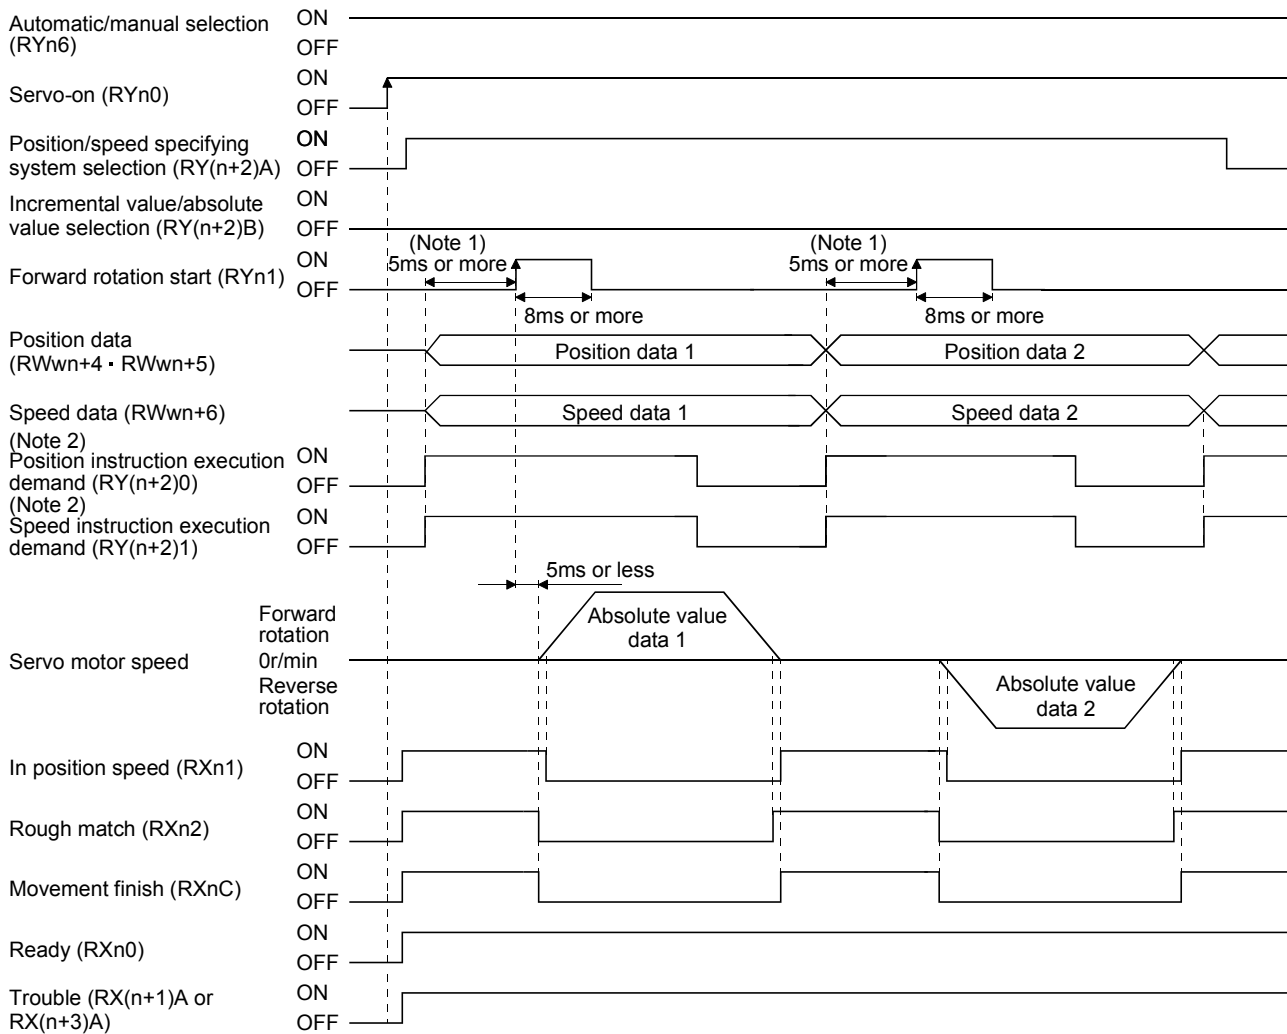 Automatic/manual selection
(RYn6)
ON
OFF
Servo-on (RYn0)
ON
OFF
Position/speed specifying
system selection (RY(n+2)A)
ON
OFF
Incremental value/absolute
value selection (RY(n+2)B)
ON
OFF
Forward rotation start (RYn1)
ON
OFF
(Note 1)
5ms or more
8ms or more
(Note 1)
5ms or more
8ms or more
Position data
(RWwn+4 ・ RWwn+5)
Position data 1
Position data 2
Speed data (RWwn+6)
Speed data 1
Speed data 2
(Note 2)
Position instruction execution
demand (RY(n+2)0)
ON
OFF
(Note 2)
Speed instruction execution
demand (RY(n+2)1)
ON
OFF
5ms or less
Servo motor speed
Forward
rotation
0r/min
Reverse
rotation
Absolute value
data 1
Absolute value
data 2
In position speed (RXn1)
ON
OFF
Rough match (RXn2)
ON
OFF
Movement finish (RXnC)
ON
OFF
Ready (RXn0)
ON
OFF
Trouble (RX(n+1)A or
RX(n+3)A)
ON
OFF